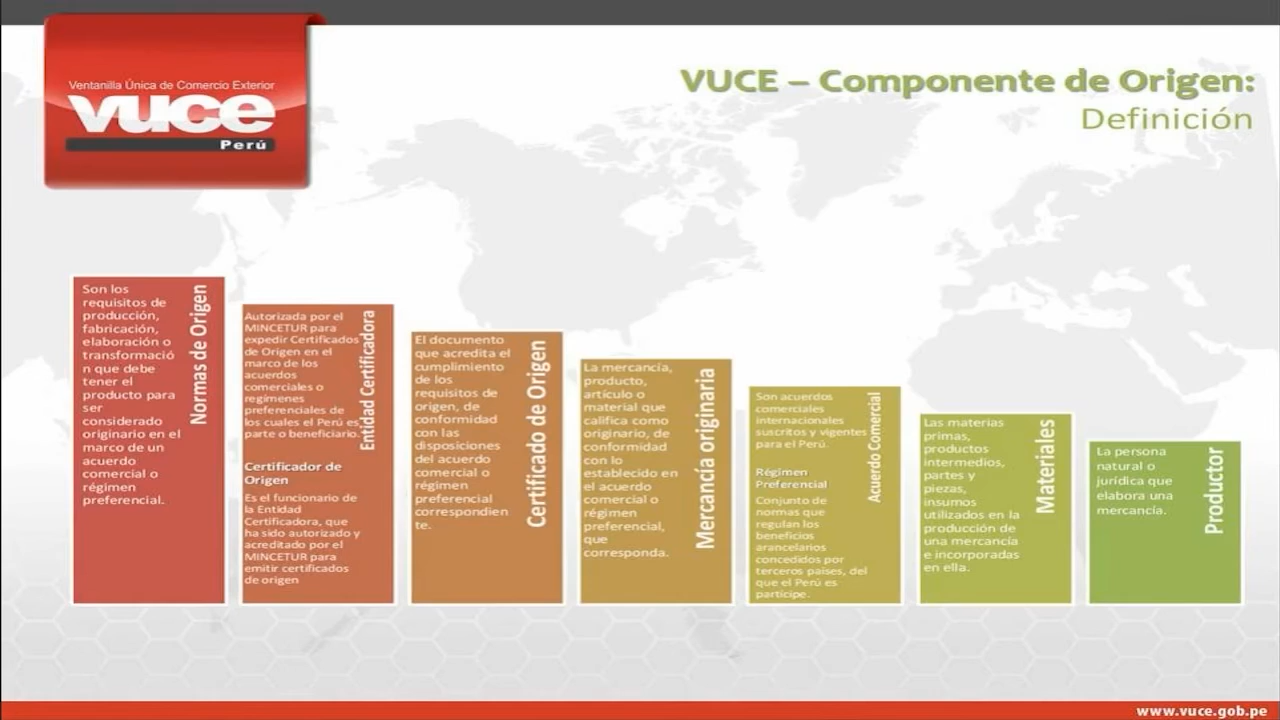 Ventanilla Única de Comercio Exterior
vuce
Perú
VUCE – Componente de Origen:
Definición
Son los
requisitos de
producción,
fabricación,
elaboración o
transformació
n que debe
tener el
producto para
ser
considerado
originario en el
marco de un
acuerdo
comercial o
régimen
preferencial.
Normas de Origen
Autorizada por el
MINCETUR para
expedir Certificados
de Origen en el
marco de los
acuerdos
comerciales o
regímenes
preferenciales de
los cuales el Perú es
parte o beneficiario.
Certificador de
Origen
Es el funcionario de
la Entidad
Certificadora, que
ha sido autorizado y
acreditado por el
MINCETUR para
emitir certificados
de origen
Entidad Certificadora
El documento
que acredita el
cumplimiento
de los
requisitos de
origen, de
conformidad
con las
disposiciones
del acuerdo
comercial o
régimen
preferencial
correspondien
te.
Certificado de Origen
La mercancía,
producto,
artículo o
material que
califica como
originario, de
conformidad
con lo
establecido en
el acuerdo
comercial o
régimen
preferencial,
que
corresponda.
Mercancía originaria
Son acuerdos
comerciales
internacionales
suscritos y vigentes
para el Perú.
Régimen
Preferencial
Conjunto de
normas que
regulan los
beneficios
arancelarios
concedidos por
terceros países, del
que el Perú es
partícipe.
Acuerdo Comercial
Las materias
primas,
productos
intermedios,
partes y
piezas,
insumos
utilizados en la
producción de
una mercancía
e incorporadas
en ella.
Materiales
La persona
natural o
jurídica que
elabora una
mercancía.
Productor
www.vuce.gob.pe